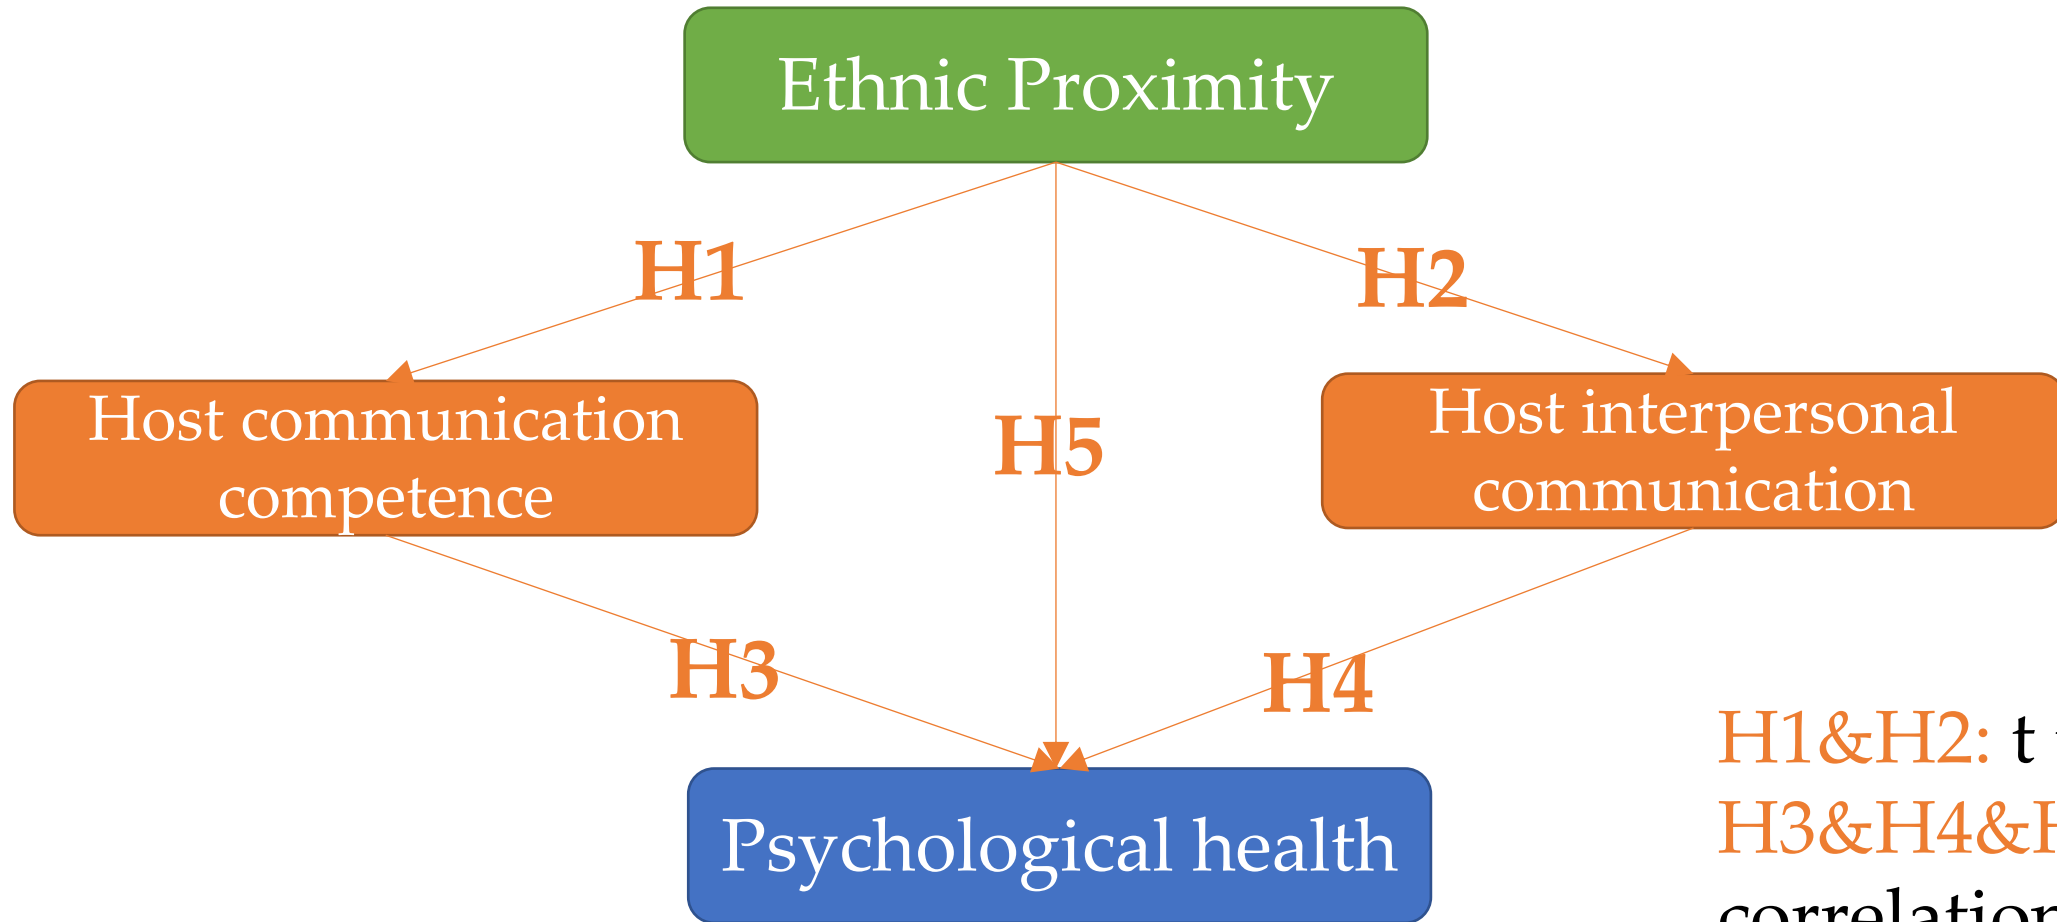 Ethnic Proximity
H1
H2
Host communication
competence
H5
Host interpersonal
communication
H3
H4
H1&H2: t
H3&H4&
Psychological health
correlation